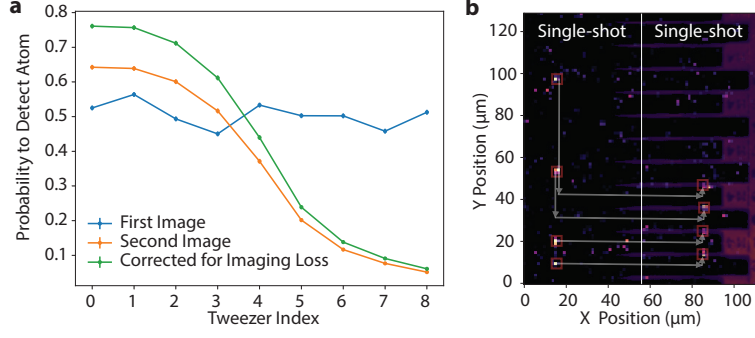 a
0.8
0.7
0.6
0.5
0.4
0.3
0.2
0.1
Probability to Detect Atom
First Image
Second Image
Corrected for Imaging Loss
0 1 2 3 4 5 6 7 8
Tweezer Index
b
Single-shot Single-shot
120
100
80
60
40
20
0
Y Position (μm)
0 20 40 60 80 100
X Position (μm)